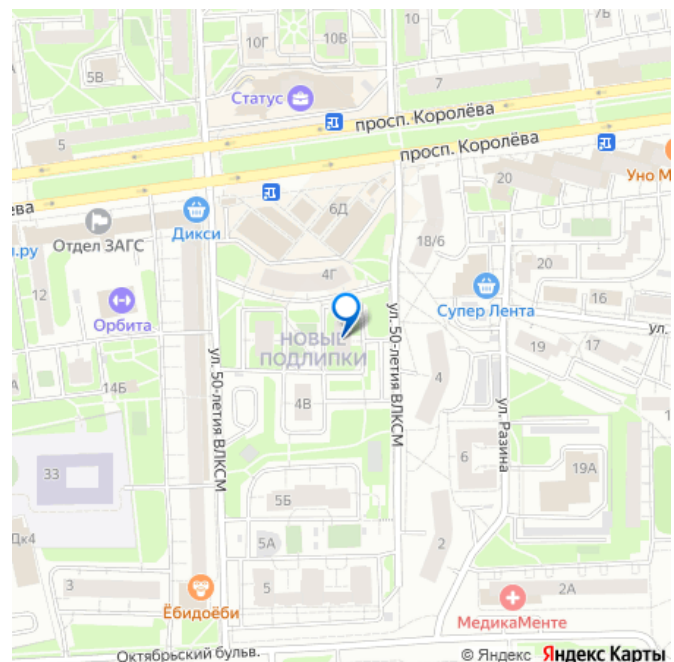 10Г
10В
7Б
5В
7
Статус
просп. Королёва
5
просп. Королёва
20
Уно М
ева
6Д
Отдел ЗАГС
Дикси
18/6
.ру
4Г
20
12
16
Орбита
Супер Лента
ул.
НОВЫЕ
ПОДЛИПКИ
ул. 50-летия ВЛКСМ
ул. 50-летия ВЛКСМ
19
17
14Б
4
4В
ул. Разина
6
33
19А
5Б
Дк4
5А
2
3
5
2А
Ёбидоёби
МедикаМенте
Октябрьский бульв.
© Яндекс Яндекс Карты